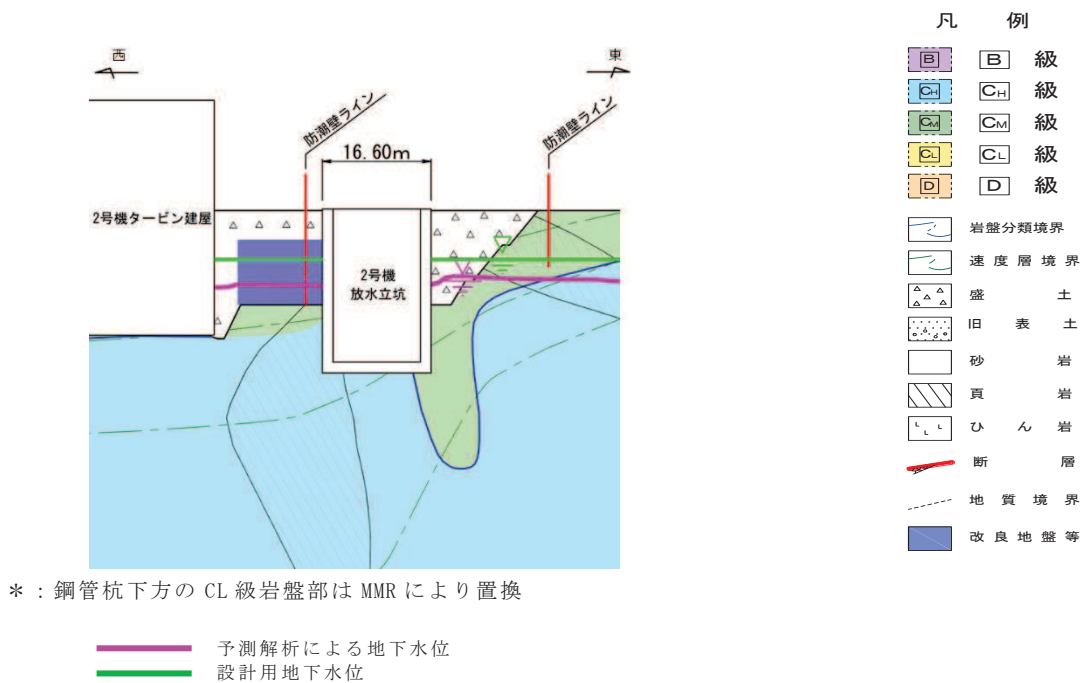 西
東
防潮壁ライン
防潮壁ライン
16.60m
2号機タービン建屋
2号機
放水立坑
＊：鋼管杭下方の CL 級岩盤部は MMR により置換
予測解析による地下水位
設計用地下水位
凡 例
B B 級
CH CH 級
CM CM 級
CL CL 級
D D 級
岩盤分類境界
速度層境界
盛土
旧表土
砂岩
頁岩
ひん岩
断層
地質境界
改良地盤等